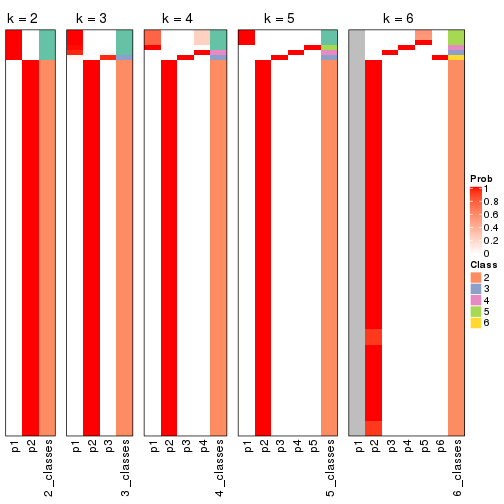 k = 2
k = 3
k = 4
k = 5
k = 6
Prob
1
0.8
0.6
0.4
0.2
0
Class
2
3
4
5
6
p1
p2
2_classes
p1
p2
p3
3_classes
p1
p2
p3
p4
4_classes
p1
p2
p3
p4
p5
5_classes
p1
p2
p3
p4
p5
p6
6_classes